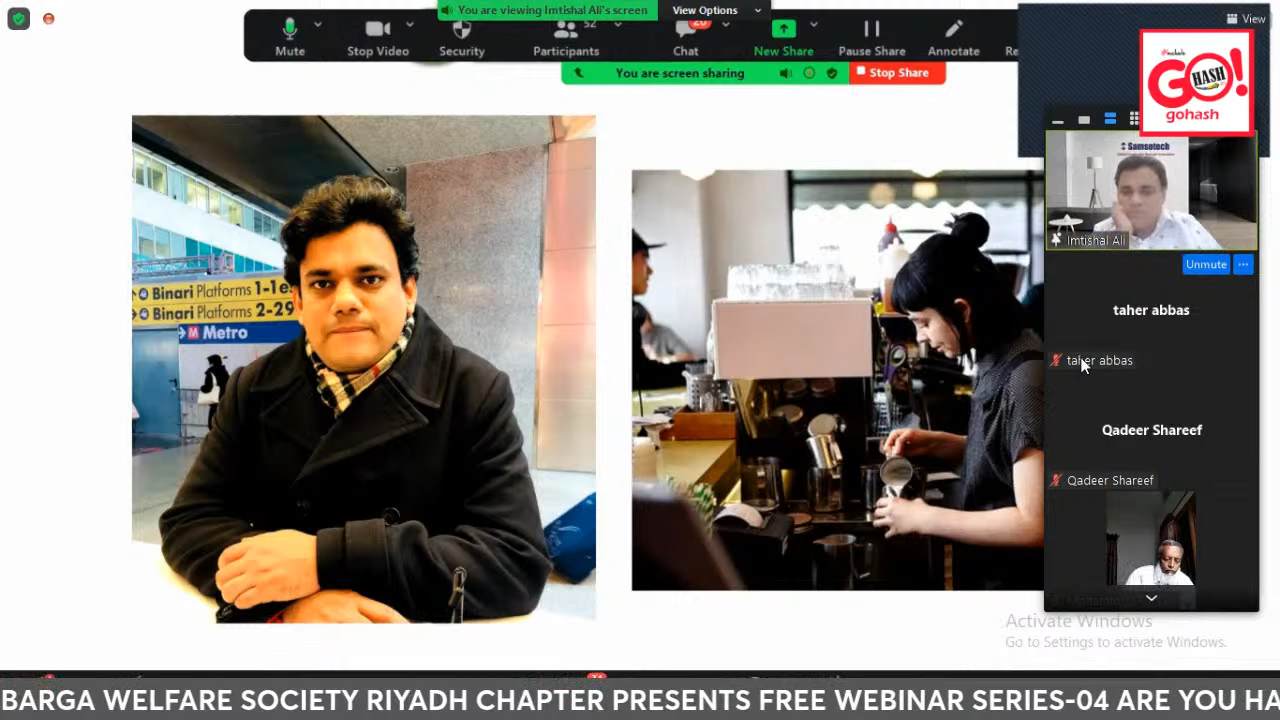 You are viewing Imtishal Ali's screen
View Options
View
Mute
Stop Video
Security
Participants
52
Chat
New Share
Pause Share
Annotate
You are screen sharing
Stop Share
GO!
HASH
gohash
Samsotech
Imtishal Ali
Unmute
taher abbas
taher abbas
Qadeer Shareef
Qadeer Shareef
Binari Platforms 1-1
Binari Platforms 2-29
M Metro
Activate Windows
Go to Settings to activate Windows.
BARGA WELFARE SOCIETY RIYADH CHAPTER PRESENTS FREE WEBINAR SERIES-04 ARE YOU HA